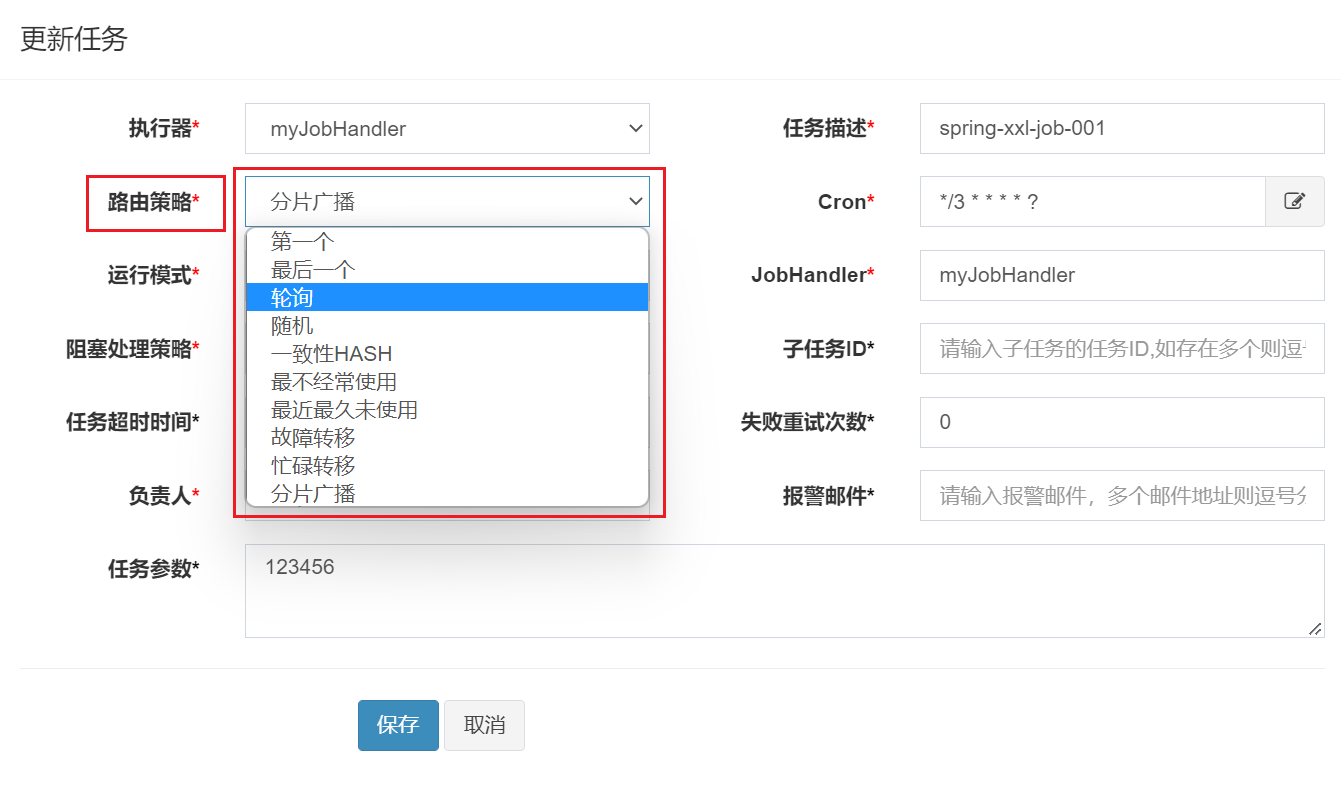 更新任务
执行器* myJobHandler 任务描述* spring-xxl-job-001
路由策略* 分片广播 Cron* */3 * * * * ?
第一个
最后一个
运行模式* JobHandler* myJobHandler
轮询
随机
阻塞处理策略* 子任务ID* 请输入子任务的任务ID,如存在多个则逗
一致性HASH
最不经常使用
最近最久未使用
任务超时时间* 失败重试次数* 0
故障转移
忙碌转移
分片广播
负责人* 报警邮件* 请输入报警邮件，多个邮件地址则逗号分
任务参数* 123456
保存 取消